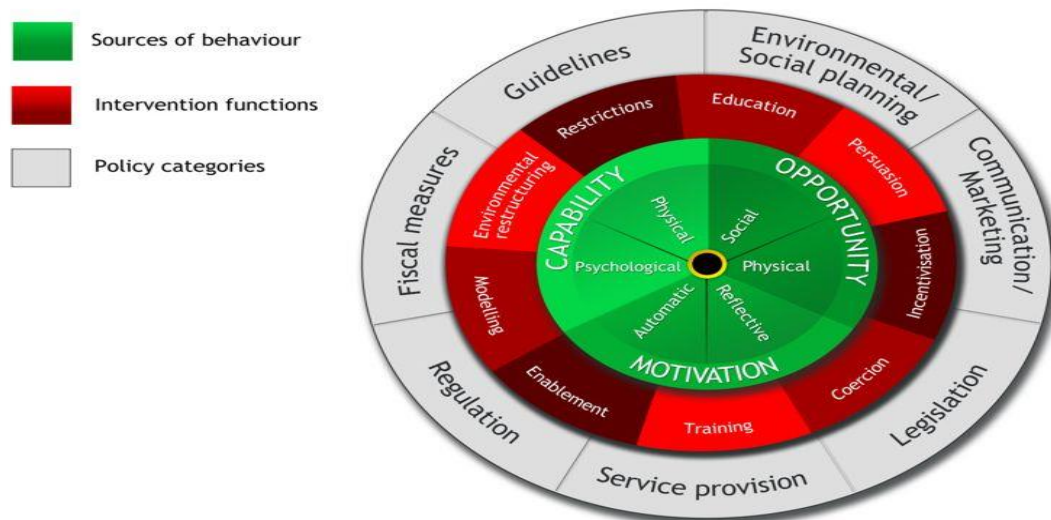 Sources of behaviour
Intervention functions
Policy categories
Guidelines
Environmental/
Social planning
Communication/
Marketing
Legislation
Service provision
Regulation
Fiscal measures
Restrictions
Education
Persuasion
Incentivisation
Coercion
Training
Enablement
Modelling
Environmental
restructuring
CAPABILITY
OPPORTUNITY
MOTIVATION
Physical
Social
Physical
Reflective
Automatic
Psychological